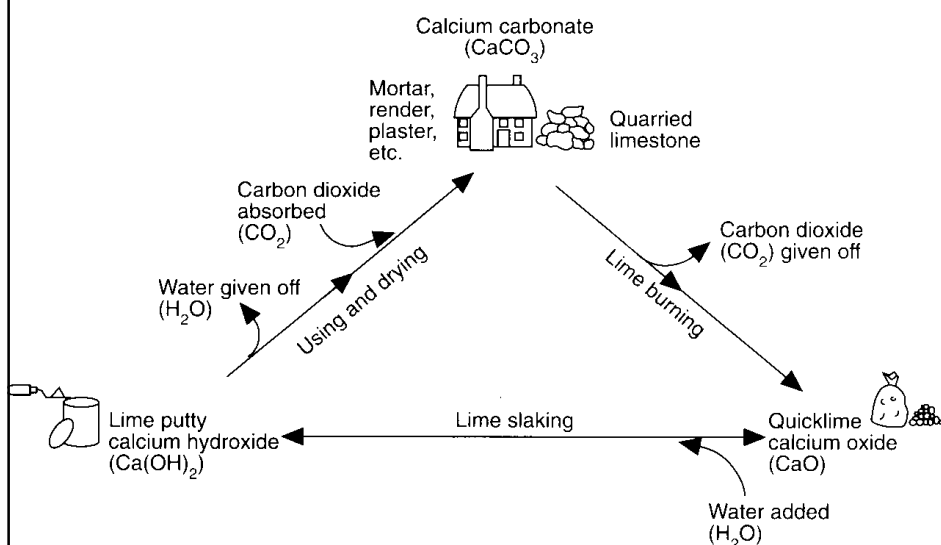 Calcium carbonate
(CaCO₃)
Mortar,
render,
plaster,
etc.
Quarried
limestone
Carbon dioxide
absorbed
(CO₂)
Carbon dioxide
(CO₂) given off
Water given off
(H₂O)
Using and drying
Lime burning
Lime putty
calcium hydroxide
(Ca(OH)₂)
Lime slaking
Quicklime
calcium oxide
(CaO)
Water added
(H₂O)